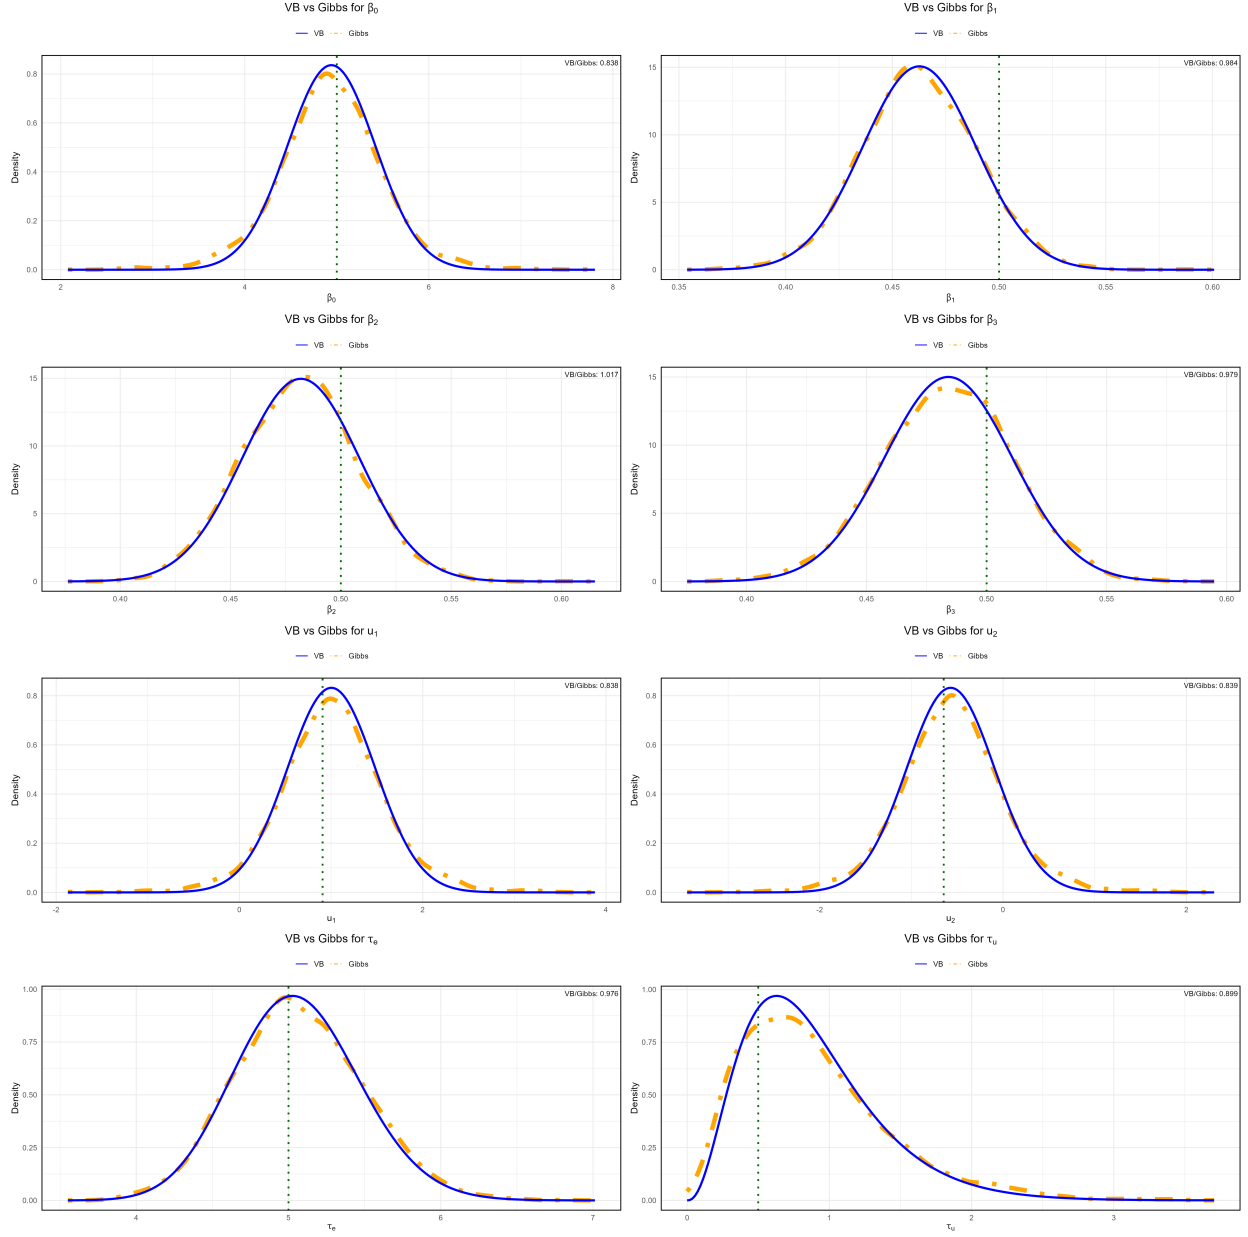 VB vs Gibbs for β₀
VB Gibbs
VB/Gibbs: 0.838
Density
0.8
0.6
0.4
0.2
0.0
2 4 6 8
β₀
VB vs Gibbs for β₁
VB Gibbs
VB/Gibbs: 0.984
Density
15
10
5
0
0.35 0.40 0.45 0.50 0.55 0.60
β₁
VB vs Gibbs for β₂
VB Gibbs
VB/Gibbs: 1.017
Density
15
10
5
0
0.40 0.45 0.50 0.55 0.60
β₂
VB vs Gibbs for β₃
VB Gibbs
VB/Gibbs: 0.979
Density
15
10
5
0
0.40 0.45 0.50 0.55 0.60
β₃
VB vs Gibbs for u₁
VB Gibbs
VB/Gibbs: 0.838
Density
0.8
0.6
0.4
0.2
0.0
-2 0 2 4
u₁
VB vs Gibbs for u₂
VB Gibbs
VB/Gibbs: 0.839
Density
0.8
0.6
0.4
0.2
0.0
-2 0 2
u₂
VB vs Gibbs for τₑ
VB Gibbs
VB/Gibbs: 0.976
Density
1.00
0.75
0.50
0.25
0.00
4 5 6 7
τₑ
VB vs Gibbs for τᵤ
VB Gibbs
VB/Gibbs: 0.899
Density
1.00
0.75
0.50
0.25
0.00
0 1 2 3
τᵤ